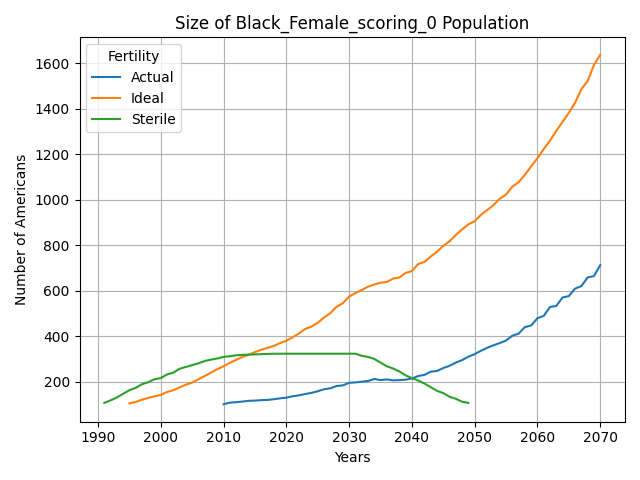 Size of Black_Female_scoring_0 Population
Fertility
Actual
Ideal
Sterile
Number of Americans
1600
1400
1200
1000
800
600
400
200
1990 2000 2010 2020 2030 2040 2050 2060 2070
Years